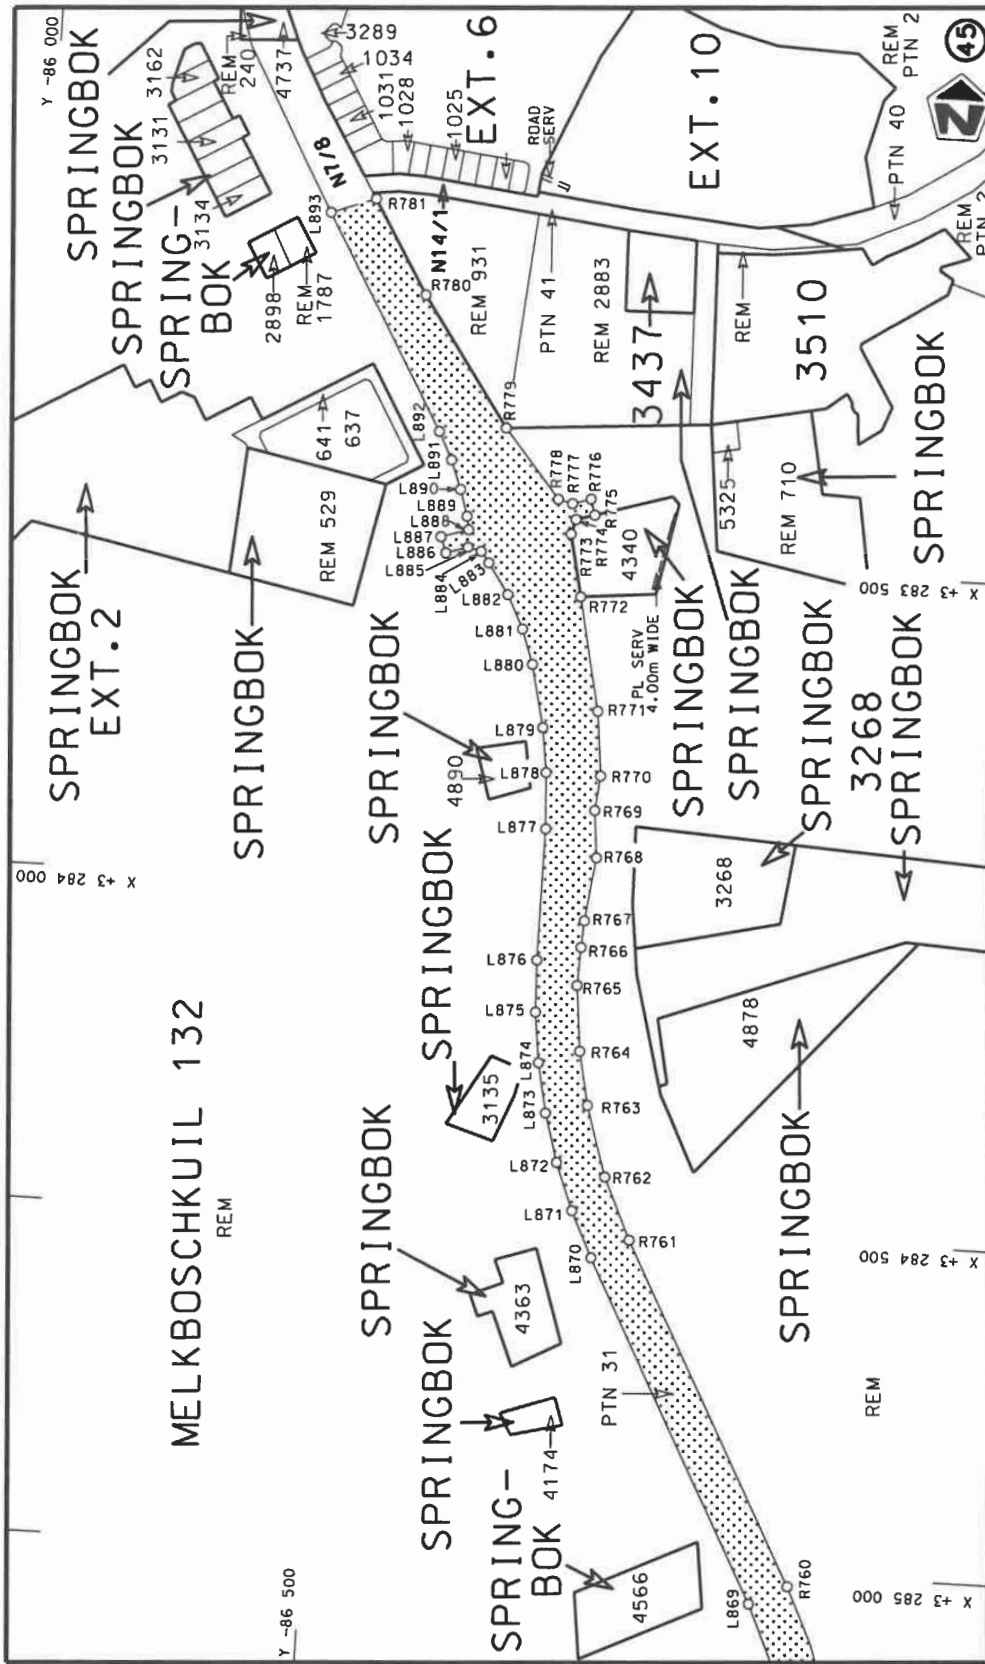 Y -86 000
SPRINGBOK
SPRINGBOK
SPRING-
BOK
3162
3131
3134
REM
240
4737
3289
1034
1031
1028
1025
EXT.6
ROAD
SERV
EXT.10
REM
PTN 2
45
N
PTN 40
REM
PTN 2
N7/8
N14/1
L893
R781
2898
REM
1787
R780
REM 931
PTN 41
REM 2883
3437
REM
3510
SPRINGBOK
EXT.2
641
637
REM 529
SPRINGBOK
L892
L891
L890
L889
L888
L887
L886
L885
L884
L883
L882
L881
L880
L879
L878
L877
L876
L875
L874
L873
L872
L871
L870
L869
R779
R778
R777
R776
R775
R774
R773
R772
R771
R770
R769
R768
R767
R766
R765
R764
R763
R762
R761
R760
4340
PL SERV
4.00m WIDE
5325
REM 710
SPRINGBOK
X +3 283 500
SPRINGBOK
SPRINGBOK
SPRINGBOK
3268
SPRINGBOK
3268
SPRINGBOK
4890
X +3 284 000
SPRINGBOK
3135
4878
SPRINGBOK
MELKBOSCHKUIL 132
REM
SPRINGBOK
4363
SPRINGBOK
4174
SPRING-
BOK
4566
PTN 31
REM
X +3 284 500
Y -86 500
X +3 285 000